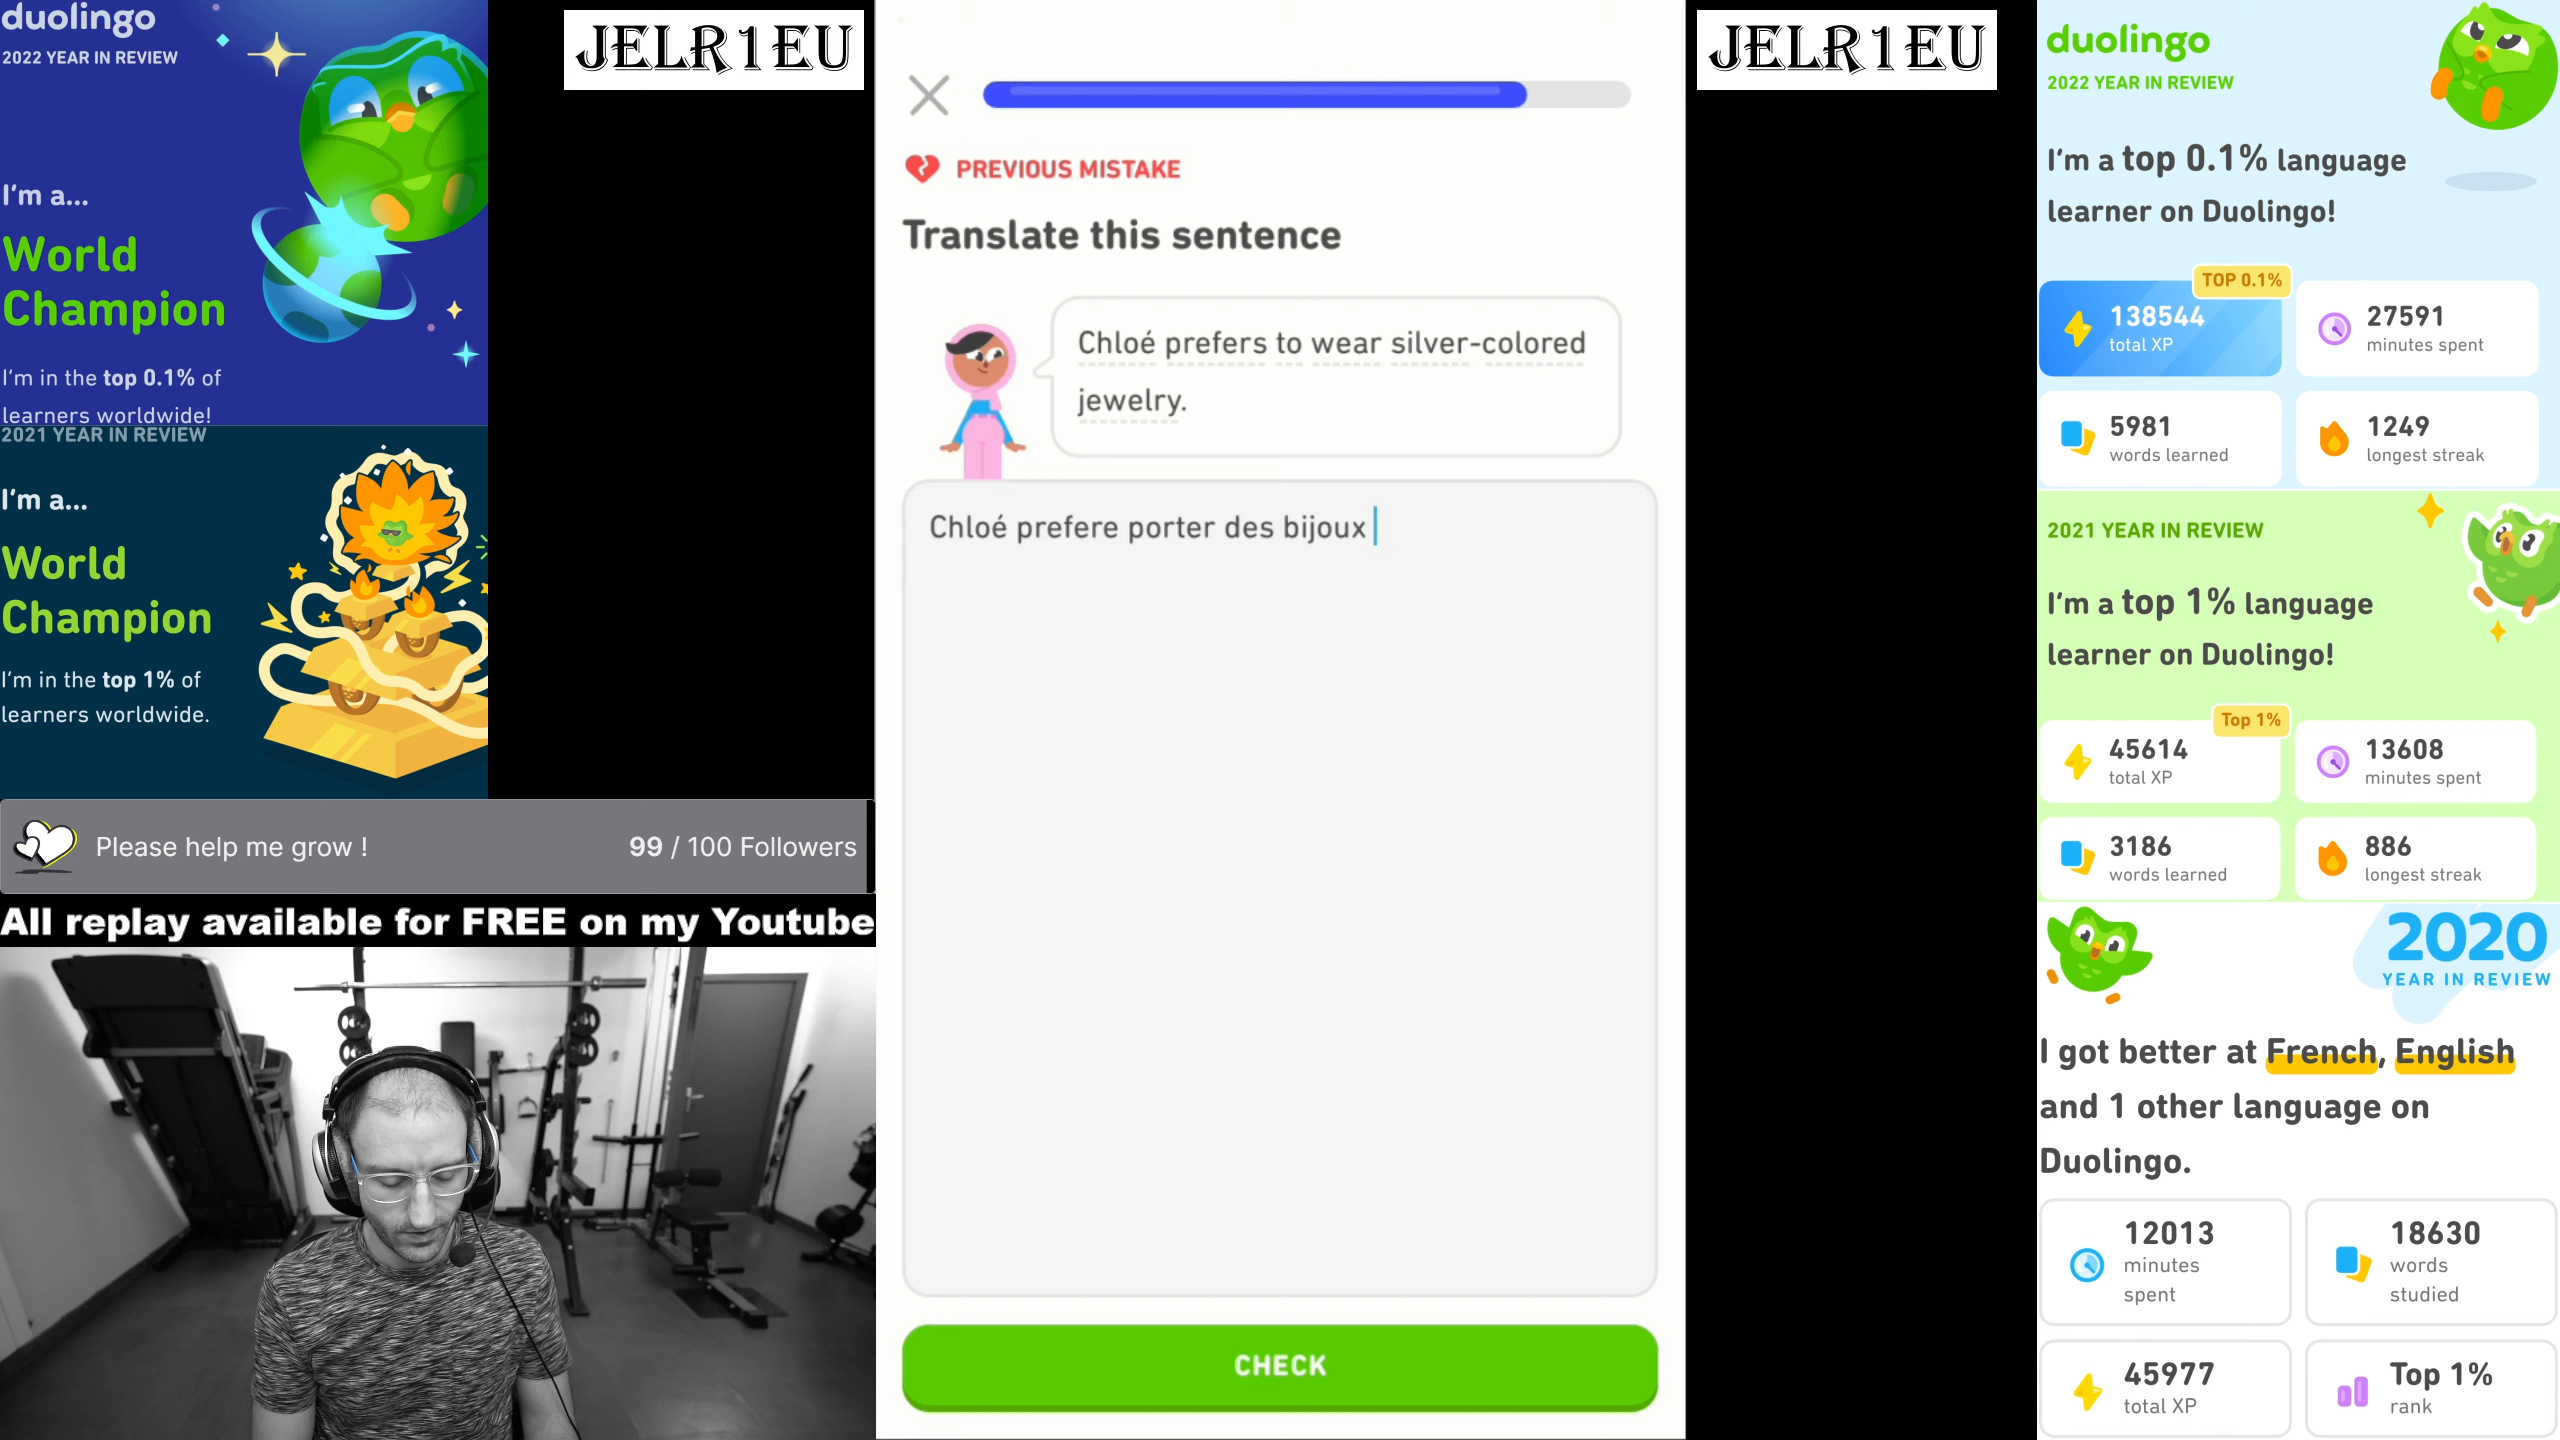 duolingo
2022 YEAR IN REVIEW
I'm a...
World
Champion
I'm in the top 0.1% of
learners worldwide!
2021 YEAR IN REVIEW
I'm a...
World
Champion
I'm in the top 1% of
learners worldwide.
Please help me grow !
99 / 100 Followers
All replay available for FREE on my Youtube
JELR1EU
PREVIOUS MISTAKE
Translate this sentence
Chloé prefers to wear silver-colored
jewelry.
Chloé prefere porter des bijoux
CHECK
JELR1EU
duolingo
2022 YEAR IN REVIEW
I'm a top 0.1% language
learner on Duolingo!
TOP 0.1%
138544
total XP
27591
minutes spent
5981
words learned
1249
longest streak
2021 YEAR IN REVIEW
I'm a top 1% language
learner on Duolingo!
Top 1%
45614
total XP
13608
minutes spent
3186
words learned
886
longest streak
2020
YEAR IN REVIEW
I got better at French, English
and 1 other language on
Duolingo.
12013
minutes
spent
18630
words
studied
45977
total XP
Top 1%
rank